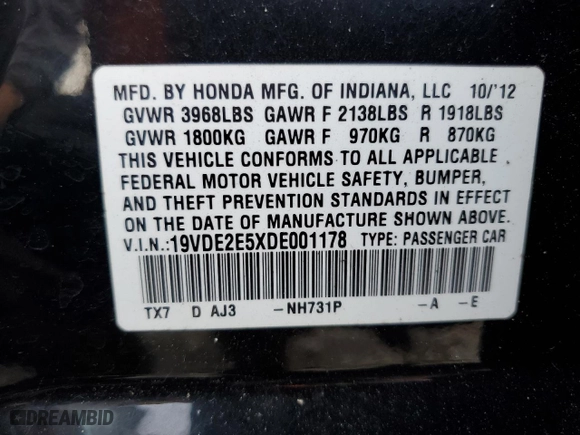 MFD. BY HONDA MFG. OF INDIANA, LLC 10/'12
GVWR 3968LBS GAWR F 2138LBS R 1918LBS
GVWR 1800KG GAWR F 970KG R 870KG
THIS VEHICLE CONFORMS TO ALL APPLICABLE
FEDERAL MOTOR VEHICLE SAFETY, BUMPER,
AND THEFT PREVENTION STANDARDS IN EFFECT
ON THE DATE OF MANUFACTURE SHOWN ABOVE.
V.I.N.: 19VDE2E5XDE001178 TYPE: PASSENGER CAR
TX7 D AJ3 -NH731P -A -E
DREAMBID